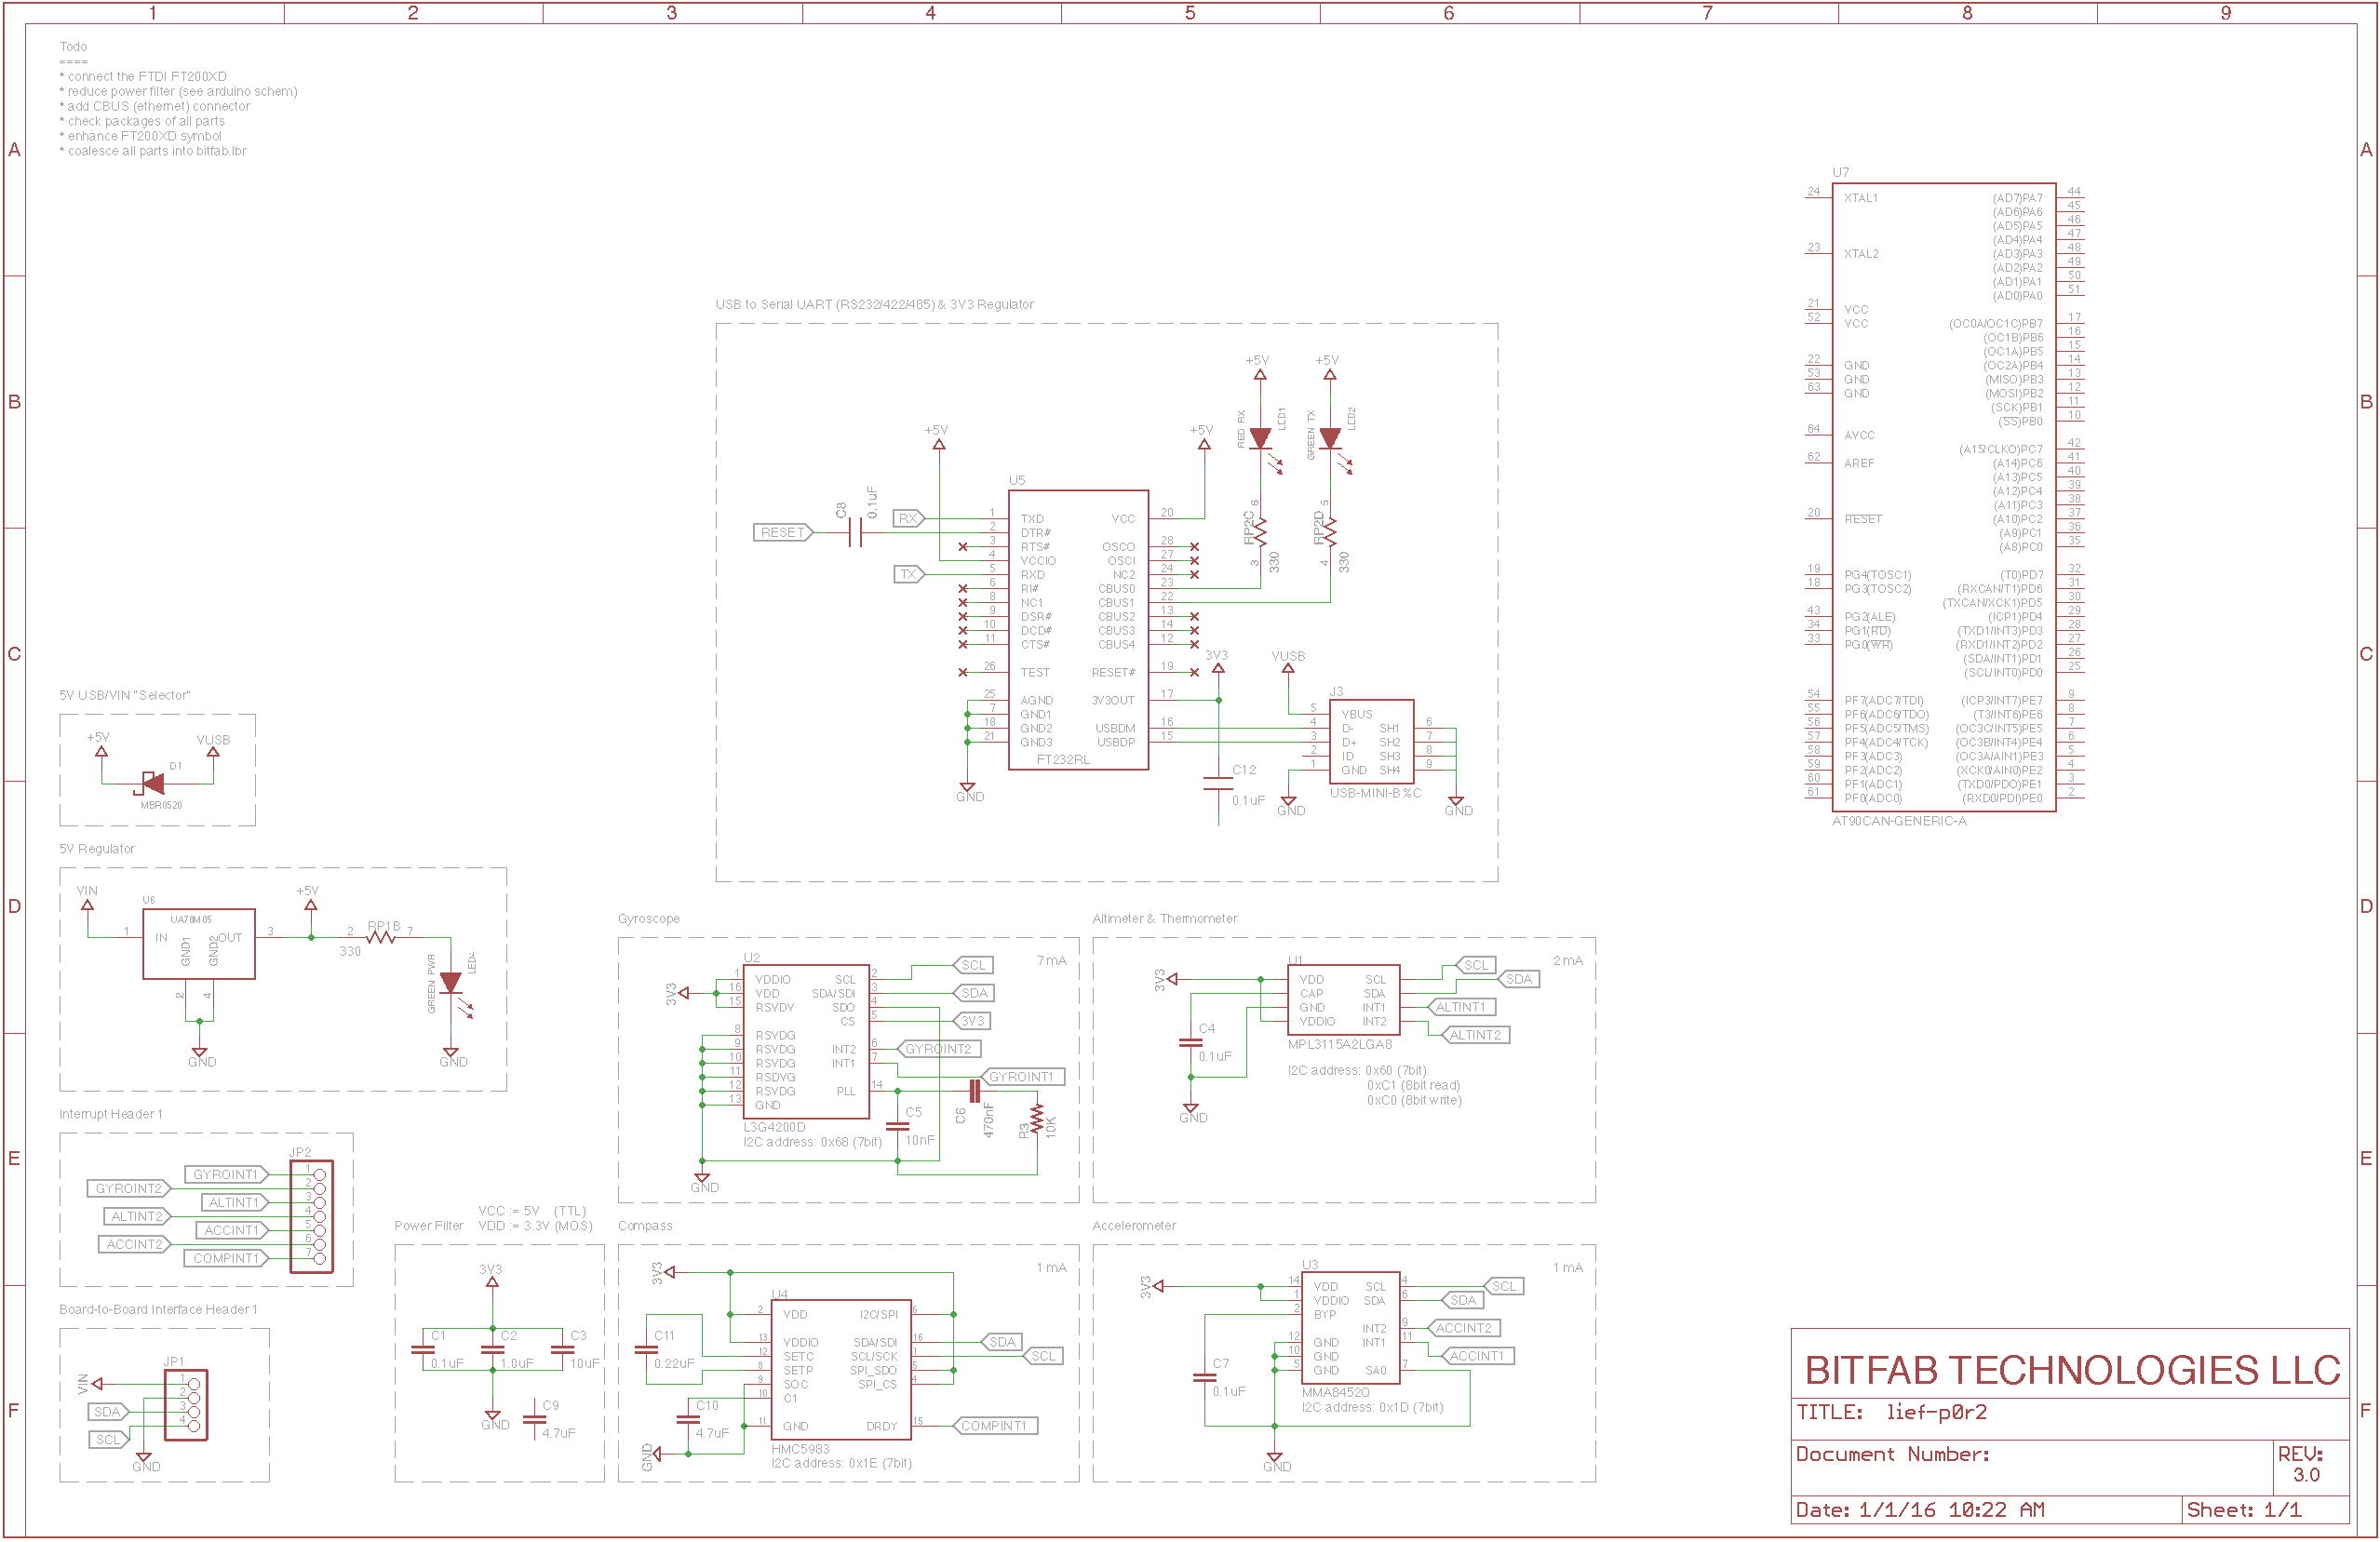 1 2 3 4 5 6 7 8 9
A
B
C
D
E
F
A
B
C
D
E
F
Todo
====
* connect the FTDI FT200XD
* reduce power filter (see arduino schem)
* add CBUS (ethernet) connector
* check packages of all parts
* enhance FT200XD symbol
* coalesce all parts into bitfab.lbr
USB to Serial UART (RS232/422/485) & 3V3 Regulator
+5V
+5V
+5V
+5V
RED RX
LED1
GREEN TX
LED2
RP2C
6
3
330
RP2D
5
4
330
RESET
C8
0.1uF
RX
TX
U5
1 TXD
2 DTR#
3 RTS#
4 VCCIO
5 RXD
6 RI#
8 NC1
9 DSR#
10 DCD#
11 CTS#
26 TEST
25 AGND
7 GND1
18 GND2
21 GND3
VCC 20
OSCO 28
OSCI 27
NC2 24
CBUS0 23
CBUS1 22
CBUS2 13
CBUS3 14
CBUS4 12
RESET# 19
3V3OUT 17
USBDM 16
USBDP 15
FT232RL
GND
3V3
VUSB
C12
0.1uF
J3
5 VBUS
4 D- SH1 6
3 D+ SH2 7
2 ID SH3 8
1 GND SH4 9
USB-MINI-B%C
GND
GND
U7
24 XTAL1
23 XTAL2
21 VCC
52 VCC
22 GND
53 GND
63 GND
64 AVCC
62 AREF
20 RESET
19 PG4(TOSC1)
18 PG3(TOSC2)
43 PG2(ALE)
34 PG1(RD)
33 PG0(WR)
54 PF7(ADC7/TDI)
55 PF6(ADC6/TDO)
56 PF5(ADC5/TMS)
57 PF4(ADC4/TCK)
58 PF3(ADC3)
59 PF2(ADC2)
60 PF1(ADC1)
61 PF0(ADC0)
(AD7)PA7 44
(AD6)PA6 45
(AD5)PA5 46
(AD4)PA4 47
(AD3)PA3 48
(AD2)PA2 49
(AD1)PA1 50
(AD0)PA0 51
(OC0A/OC1C)PB7 17
(OC1B)PB6 16
(OC1A)PB5 15
(OC2A)PB4 14
(MISO)PB3 13
(MOSI)PB2 12
(SCK)PB1 11
(SS)PB0 10
(A15/CLKO)PC7 42
(A14)PC6 41
(A13)PC5 40
(A12)PC4 39
(A11)PC3 38
(A10)PC2 37
(A9)PC1 36
(A8)PC0 35
(T0)PD7 32
(RXCAN/T1)PD6 31
(TXCAN/XCK1)PD5 30
(ICP1)PD4 29
(TXD1/INT3)PD3 28
(RXD1/INT2)PD2 27
(SDA/INT1)PD1 26
(SCL/INT0)PD0 25
(ICP3/INT7)PE7 9
(T3/INT6)PE6 8
(OC3C/INT5)PE5 7
(OC3B/INT4)PE4 6
(OC3A/AIN1)PE3 5
(XCK0/AIN0)PE2 4
(TXD0/PDO)PE1 3
(RXD0/PDI)PE0 2
AT90CAN-GENERIC-A
5V USB/VIN "Selector"
+5V
VUSB
D1
MBR0520
5V Regulator
VIN
U6
UA78M05
1 IN
OUT 3
GND1
GND2
2
4
GND
+5V
2 RP1B 7
330
GREEN PWR
LED4
GND
Interrupt Header 1
JP2
GYROINT1 1
GYROINT2 2
ALTINT1 3
ALTINT2 4
ACCINT1 5
ACCINT2 6
COMPINT1 7
Board-to-Board Interface Header 1
JP1
VIN 1
2
SDA 3
SCL 4
GND
Power Filter
VCC := 5V (TTL)
VDD := 3.3V (MOS)
3V3
C1
0.1uF
C2
1.0uF
C3
10uF
GND
C9
4.7uF
Gyroscope
7mA
3V3
U2
1 VDDIO
16 VDD
15 RSVDV
8 RSVDG
9 RSVDG
10 RSVDG
11 RSDVG
12 RSVDG
13 GND
SCL 2
SDA/SDI 3
SDO 4
CS 5
INT2 6
INT1 7
PLL 14
SCL
SDA
3V3
GYROINT2
GYROINT1
C5
10nF
C6
470nF
R3
10K
L3G4200D
I2C address: 0x68 (7bit)
GND
Altimeter & Thermometer
2mA
3V3
U1
VDD
CAP
GND
VDDIO
SCL
SDA
INT1
INT2
SCL
SDA
ALTINT1
ALTINT2
MPL3115A2LGA8
C4
0.1uF
GND
I2C address: 0x60 (7bit)
0xC1 (8bit read)
0xC0 (8bit write)
Compass
1mA
3V3
U4
2 VDD
13 VDDIO
12 SETC
8 SETP
9 SOC
10 C1
11 GND
I2C/SPI 6
SDA/SDI 16
SCL/SCK 1
SPI_SDO 5
SPI_CS 4
DRDY 15
SDA
SCL
COMPINT1
C11
0.22uF
C10
4.7uF
GND
HMC5983
I2C address: 0x1E (7bit)
Accelerometer
1mA
3V3
U3
14 VDD
1 VDDIO
2 BYP
12 GND
10 GND
5 GND
SCL 4
SDA 6
INT2 9
INT1 11
SA0 7
SCL
SDA
ACCINT2
ACCINT1
C7
0.1uF
MMA8452Q
I2C address: 0x1D (7bit)
GND
BITFAB TECHNOLOGIES LLC
TITLE: lief-p0r2
Document Number:
REV:
3.0
Date: 1/1/16 10:22 AM
Sheet: 1/1